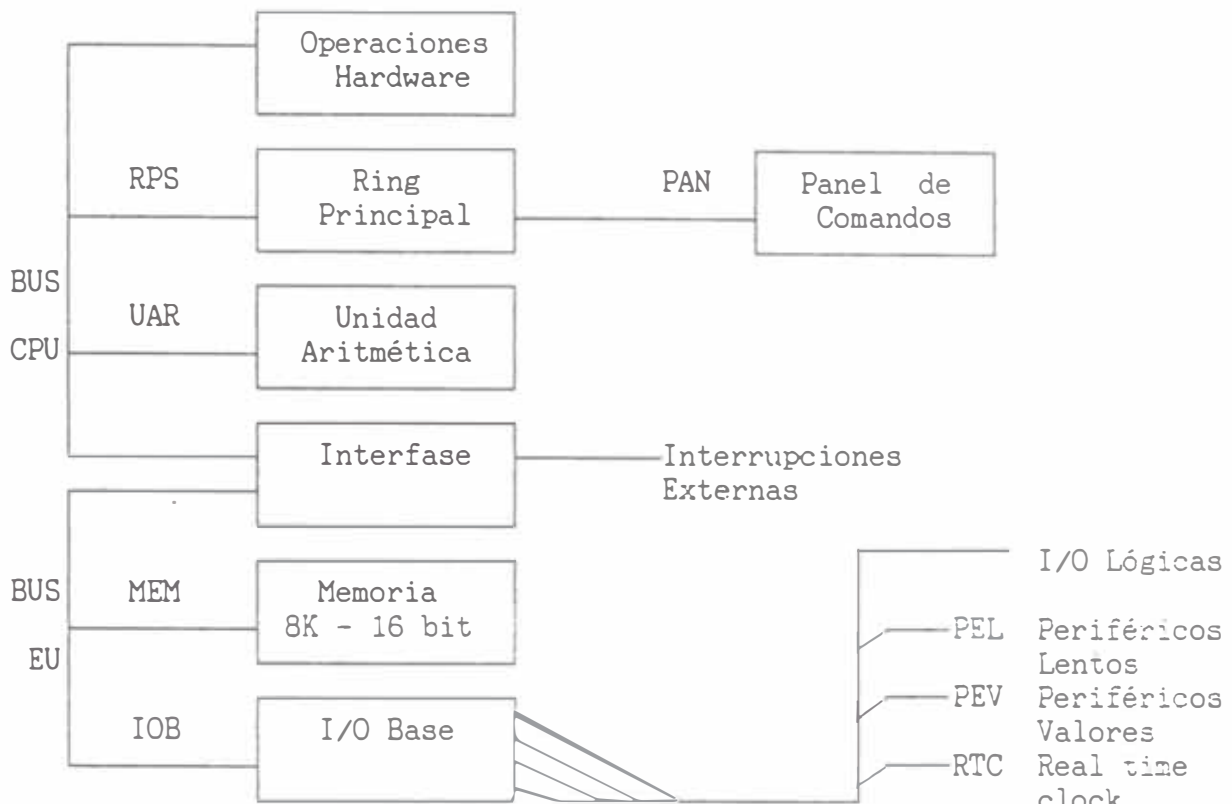 Operaciones
Hardware
RPS
Ring
Principal
PAN
Panel de
Comandos
BUS
CPU
UAR
Unidad
Aritmética
Interfase
Interrupciones
Externas
BUS
EU
MEM
Memoria
8K - 16 bit
IOB
I/O Base
I/O Lógicas
PEL Periféricos
Lentos
PEV Periféricos
Valores
RTC Real time
clock